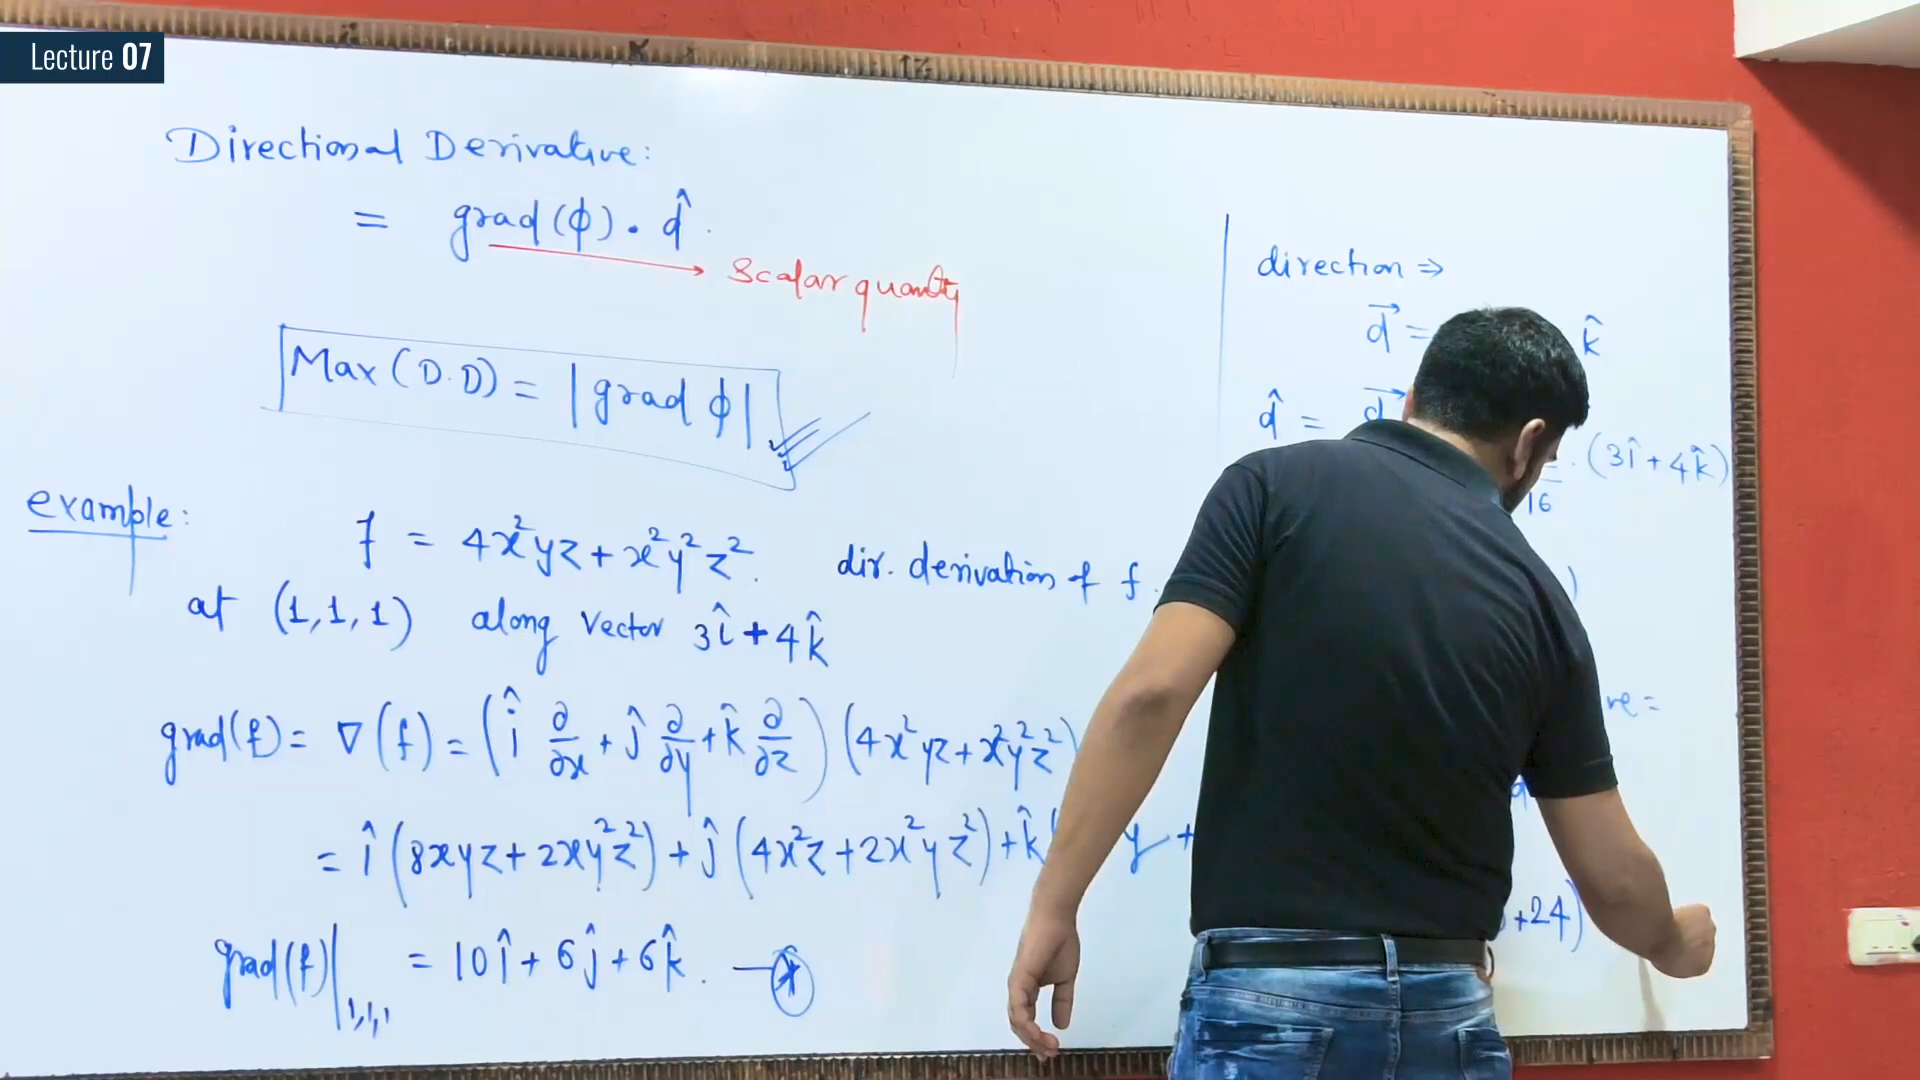 Lecture 07
Directional Derivative:
= grad(ϕ) · d̂.
Scalar quantity
Max(D.D) = |grad ϕ|
example:
f = 4x²yz + x²y²z². dir. derivation of f.
at (1,1,1) along vector 3î + 4k̂
grad(f) = ∇(f) = (î ∂/∂x + ĵ ∂/∂y + k̂ ∂/∂z) (4x²yz + x²y²z²)
= î (8xyz + 2xy²z²) + ĵ (4x²z + 2x²yz²) + k̂ ( y +
grad(f)|1,1,1 = 10î + 6ĵ + 6k̂. —
direction ⇒
d⃗ = k̂
d̂ = d⃗
16 · (3î + 4k̂)
)
=
+24)